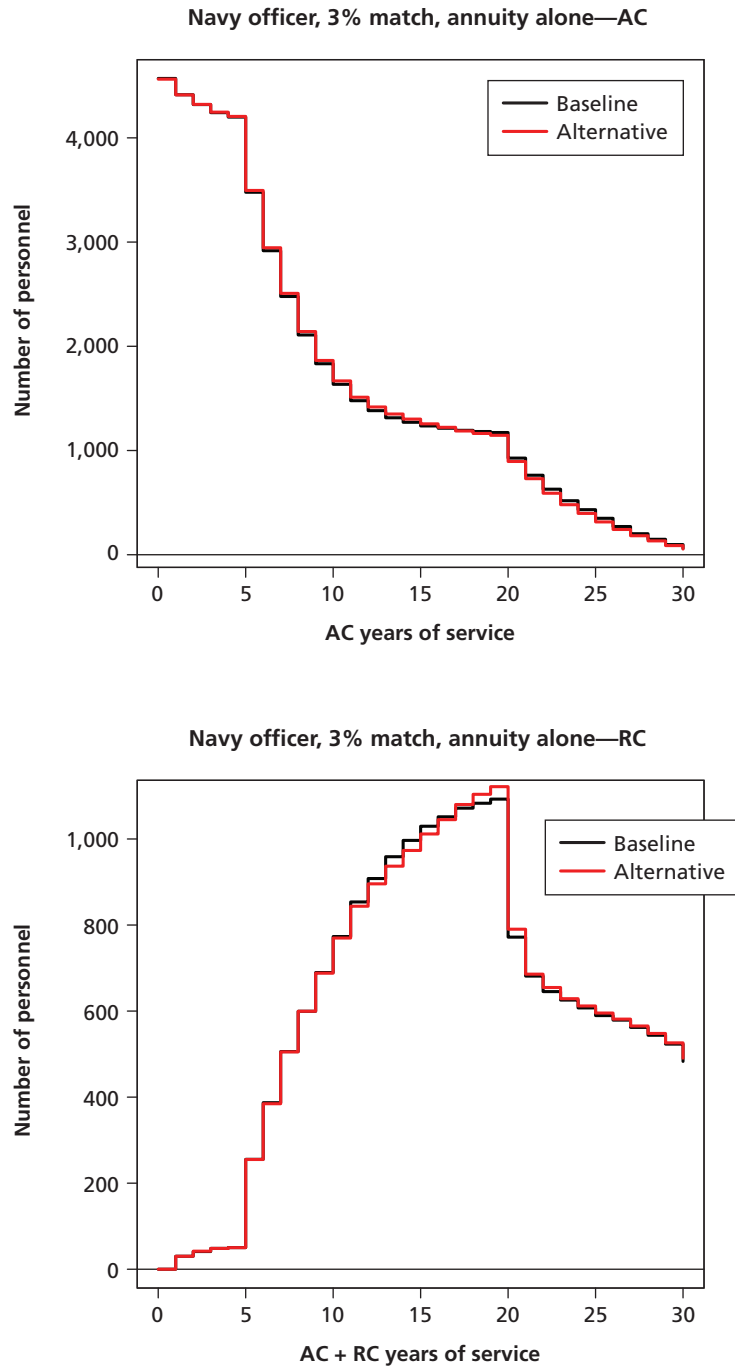 Navy officer, 3% match, annuity alone—AC
Baseline
Alternative
4,000
3,000
2,000
1,000
0
Number of personnel
0 5 10 15 20 25 30
AC years of service
Navy officer, 3% match, annuity alone—RC
Baseline
Alternative
1,000
800
600
400
200
0
Number of personnel
0 5 10 15 20 25 30
AC + RC years of service